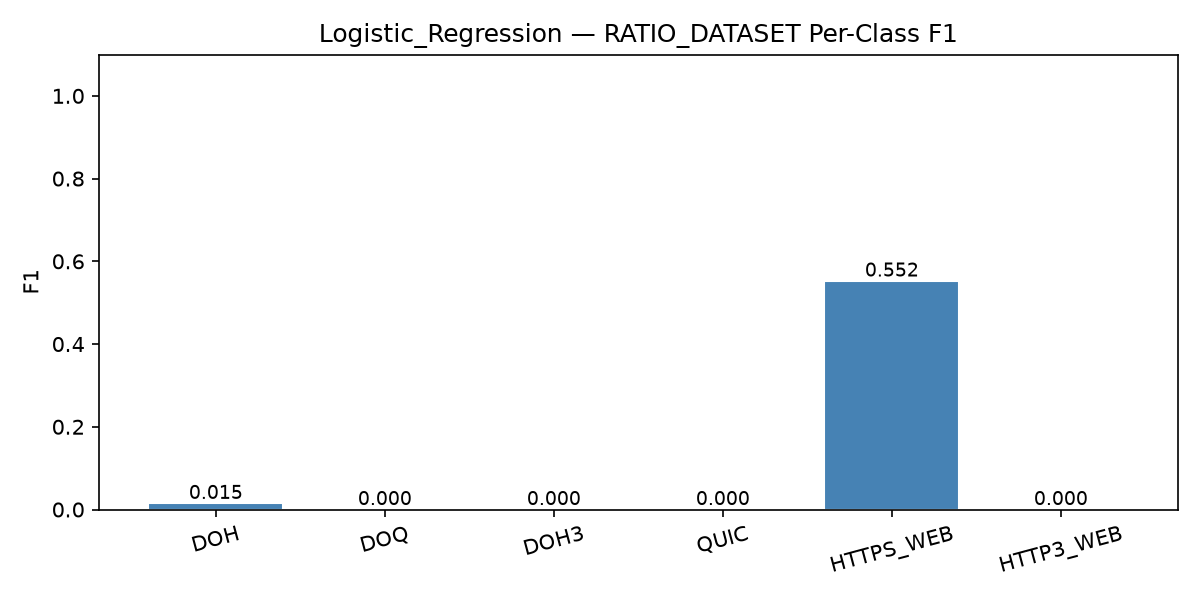 Logistic_Regression — RATIO_DATASET Per-Class F1
F1
1.0
0.8
0.6
0.4
0.2
0.0
0.015
0.000
0.000
0.000
0.552
0.000
DOH
DOQ
DOH3
QUIC
HTTPS_WEB
HTTP3_WEB